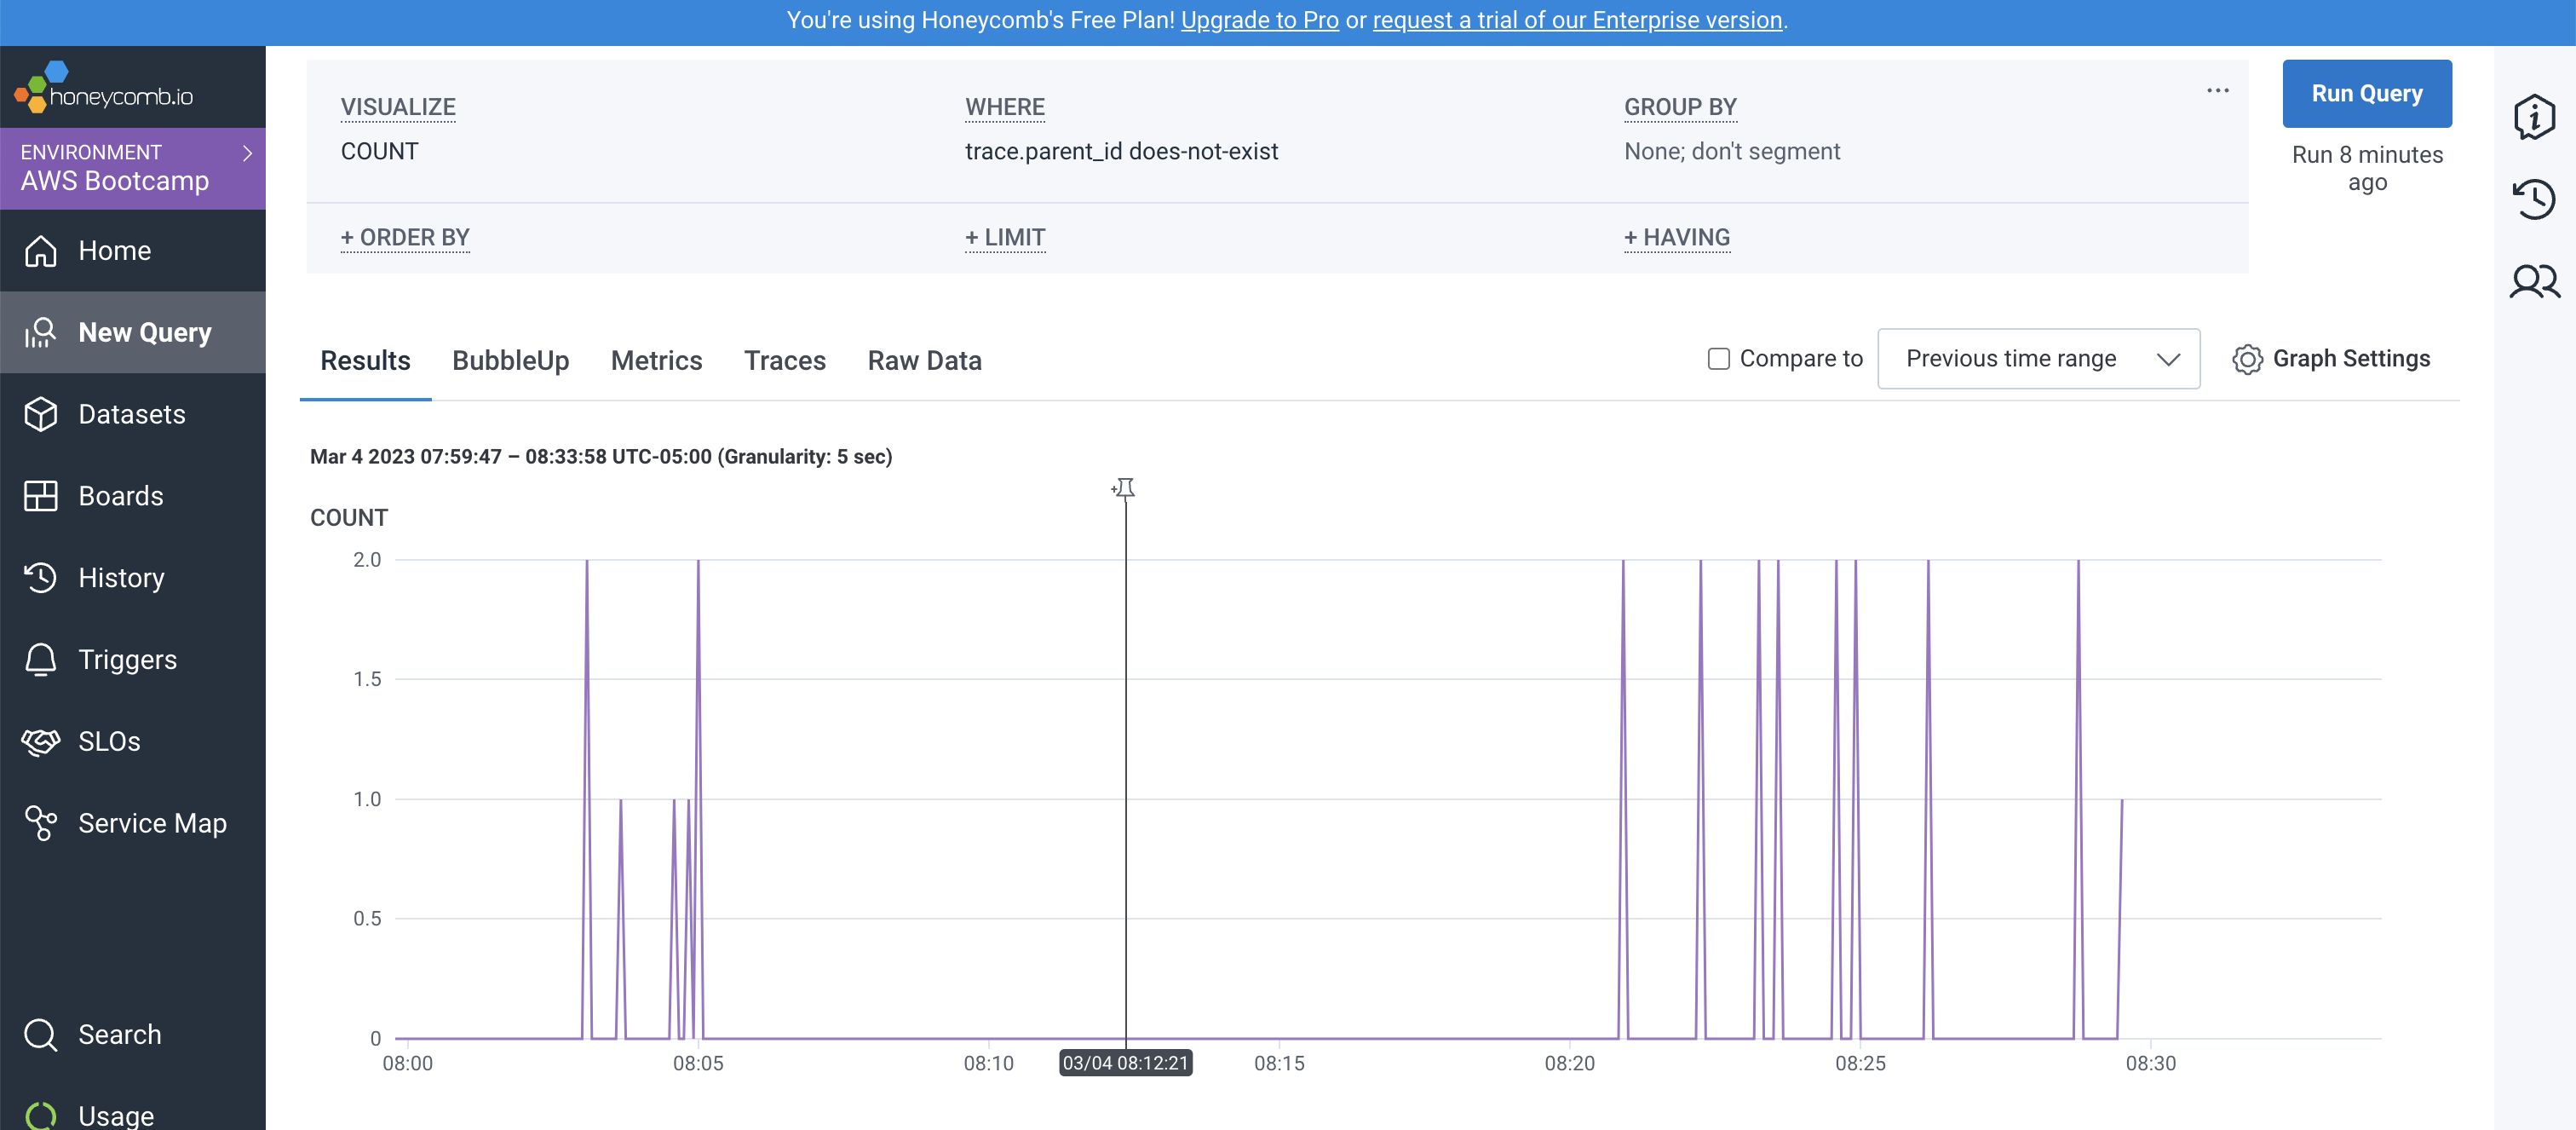 You're using Honeycomb's Free Plan! Upgrade to Pro or request a trial of our Enterprise version.
honeycomb.io
ENVIRONMENT
AWS Bootcamp
Home
New Query
Datasets
Boards
History
Triggers
SLOs
Service Map
Search
Usage
VISUALIZE
COUNT
WHERE
trace.parent_id does-not-exist
GROUP BY
None; don't segment
+ ORDER BY
+ LIMIT
+ HAVING
Run Query
Run 8 minutes
ago
Results BubbleUp Metrics Traces Raw Data
Compare to Previous time range Graph Settings
Mar 4 2023 07:59:47 – 08:33:58 UTC-05:00 (Granularity: 5 sec)
COUNT
2.0
1.5
1.0
0.5
0
08:00 08:05 08:10 03/04 08:12:21 08:15 08:20 08:25 08:30